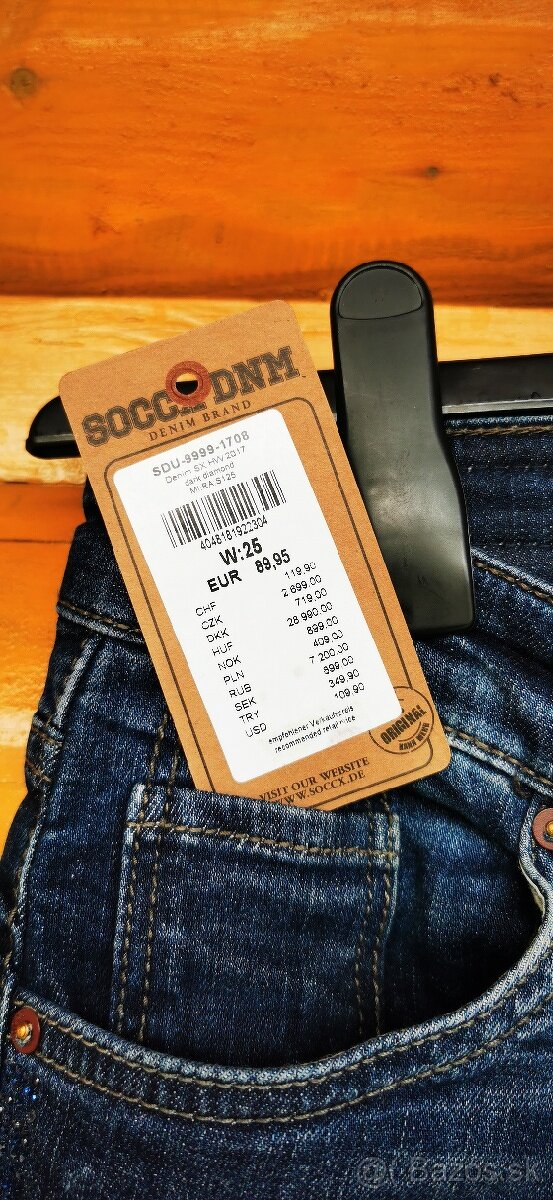 SOCCX DNM
DENIM BRAND
SDU-9999-1708
Denim SX HW2017
dark diamond
MI:RA S125
4048181922304
W:25
EUR 89,95
CHF 119,90
CZK 2 699,00
DKK 719,00
HUF 28 990,00
NOK 899,00
PLN 409,00
RUB 7 200,00
SEK 899,00
TRY 349,90
USD 109,90
empfohlener Verkaufspreis
recommended retail price
ORIGINAL
VISIT OUR WEBSITE
WWW.SOCCX.DE
Bazos.sk